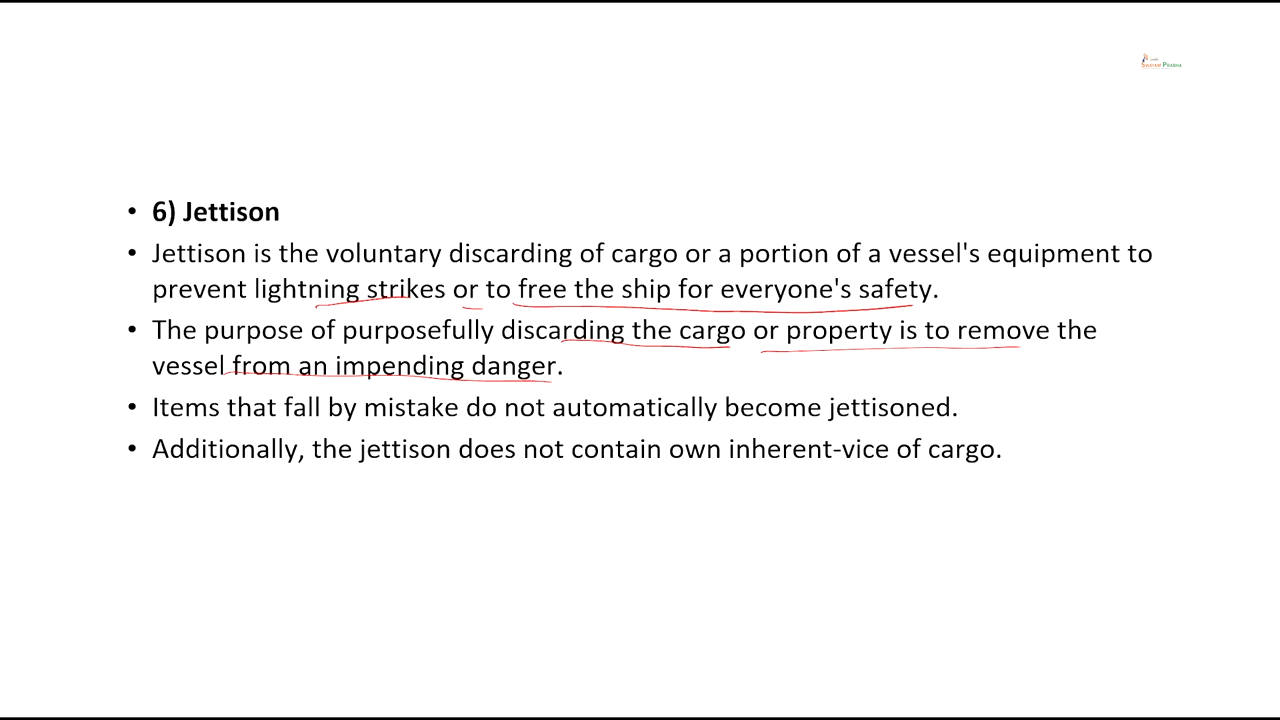 SWAYAM PRABHA
• 6) Jettison
• Jettison is the voluntary discarding of cargo or a portion of a vessel's equipment to
prevent lightning strikes or to free the ship for everyone's safety.
• The purpose of purposefully discarding the cargo or property is to remove the
vessel from an impending danger.
• Items that fall by mistake do not automatically become jettisoned.
• Additionally, the jettison does not contain own inherent-vice of cargo.